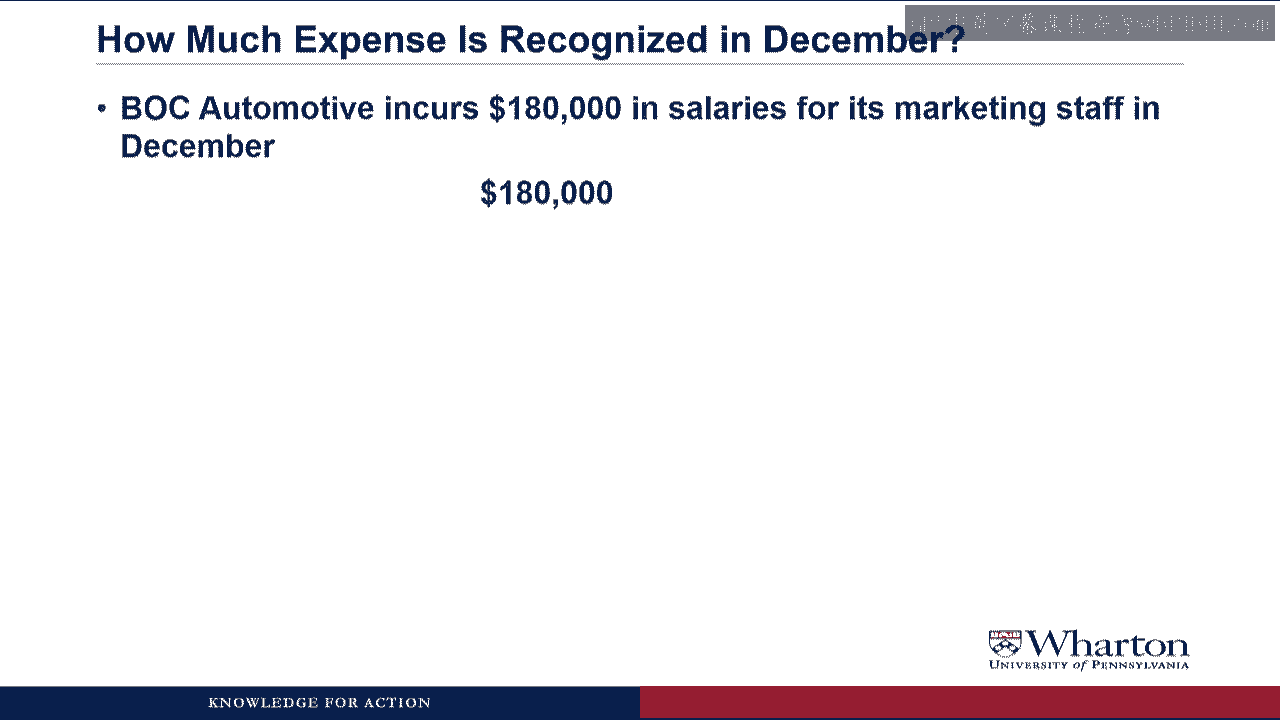 How Much Expense Is Recognized in December?
• BOC Automotive incurs $180,000 in salaries for its marketing staff in
December
$180,000
Wharton
UNIVERSITY of PENNSYLVANIA
KNOWLEDGE FOR ACTION